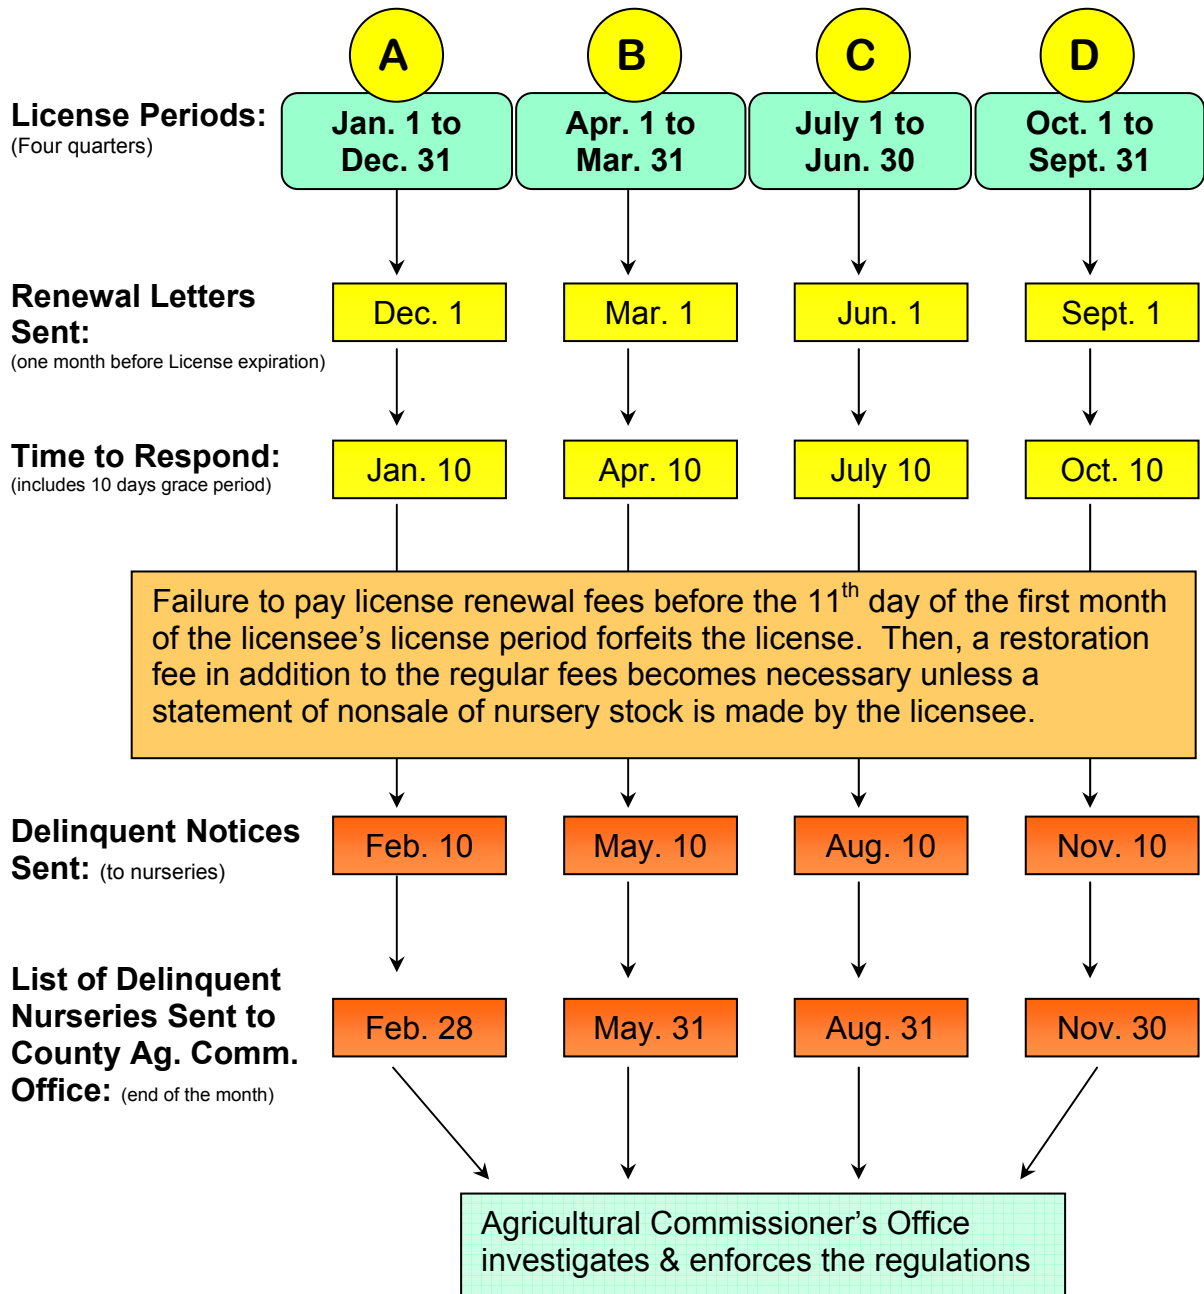 A
B
C
D
License Periods:
(Four quarters)
Jan. 1 to
Dec. 31
Apr. 1 to
Mar. 31
July 1 to
Jun. 30
Oct. 1 to
Sept. 31
Renewal Letters
Sent:
(one month before License expiration)
Dec. 1
Mar. 1
Jun. 1
Sept. 1
Time to Respond:
(includes 10 days grace period)
Jan. 10
Apr. 10
July 10
Oct. 10
Failure to pay license renewal fees before the 11th day of the first month
of the licensee's license period forfeits the license. Then, a restoration
fee in addition to the regular fees becomes necessary unless a
statement of nonsale of nursery stock is made by the licensee.
Delinquent Notices
Sent: (to nurseries)
Feb. 10
May. 10
Aug. 10
Nov. 10
List of Delinquent
Nurseries Sent to
County Ag. Comm.
Office: (end of the month)
Feb. 28
May. 31
Aug. 31
Nov. 30
Agricultural Commissioner's Office
investigates & enforces the regulations